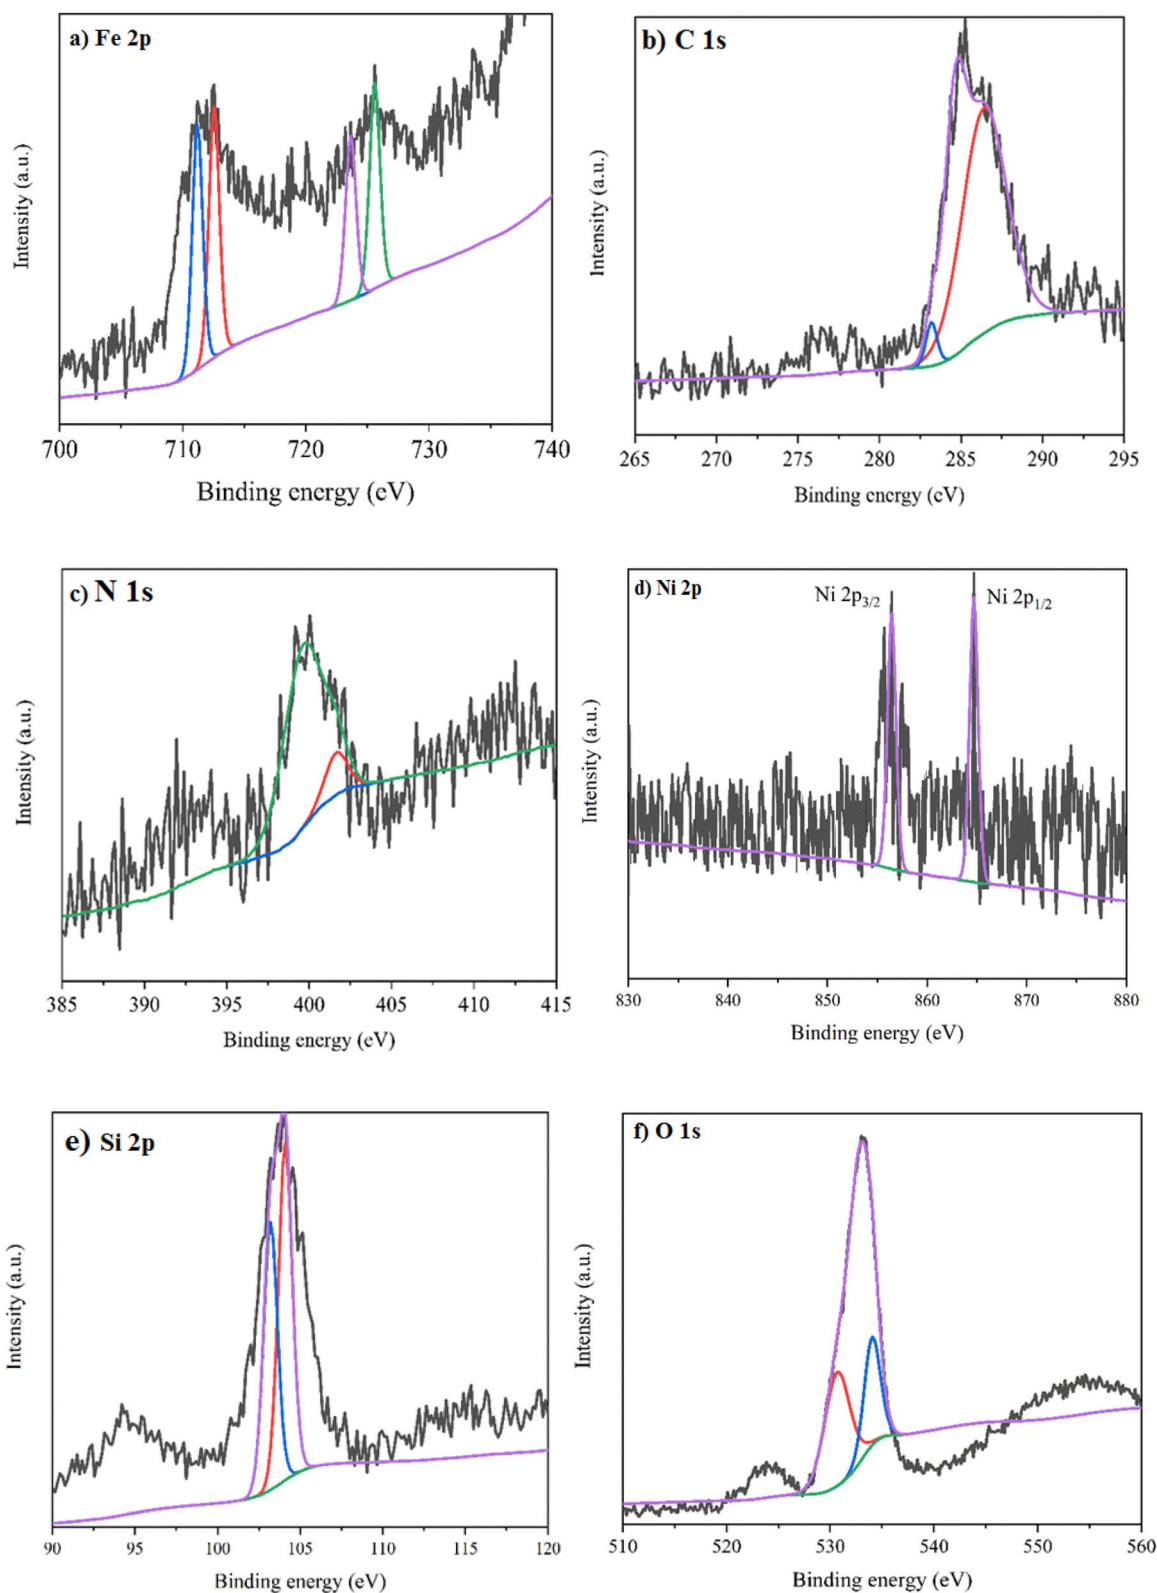 a) Fe 2p
Intensity (a.u.)
700 710 720 730 740
Binding energy (eV)
b) C 1s
Intensity (a.u.)
265 270 275 280 285 290 295
Binding energy (eV)
c) N 1s
Intensity (a.u.)
385 390 395 400 405 410 415
Binding energy (eV)
d) Ni 2p
Ni 2p3/2
Ni 2p1/2
Intensity (a.u.)
830 840 850 860 870 880
Binding energy (eV)
e) Si 2p
Intensity (a.u.)
90 95 100 105 110 115 120
Binding energy (eV)
f) O 1s
Intensity (a.u.)
510 520 530 540 550 560
Binding energy (eV)